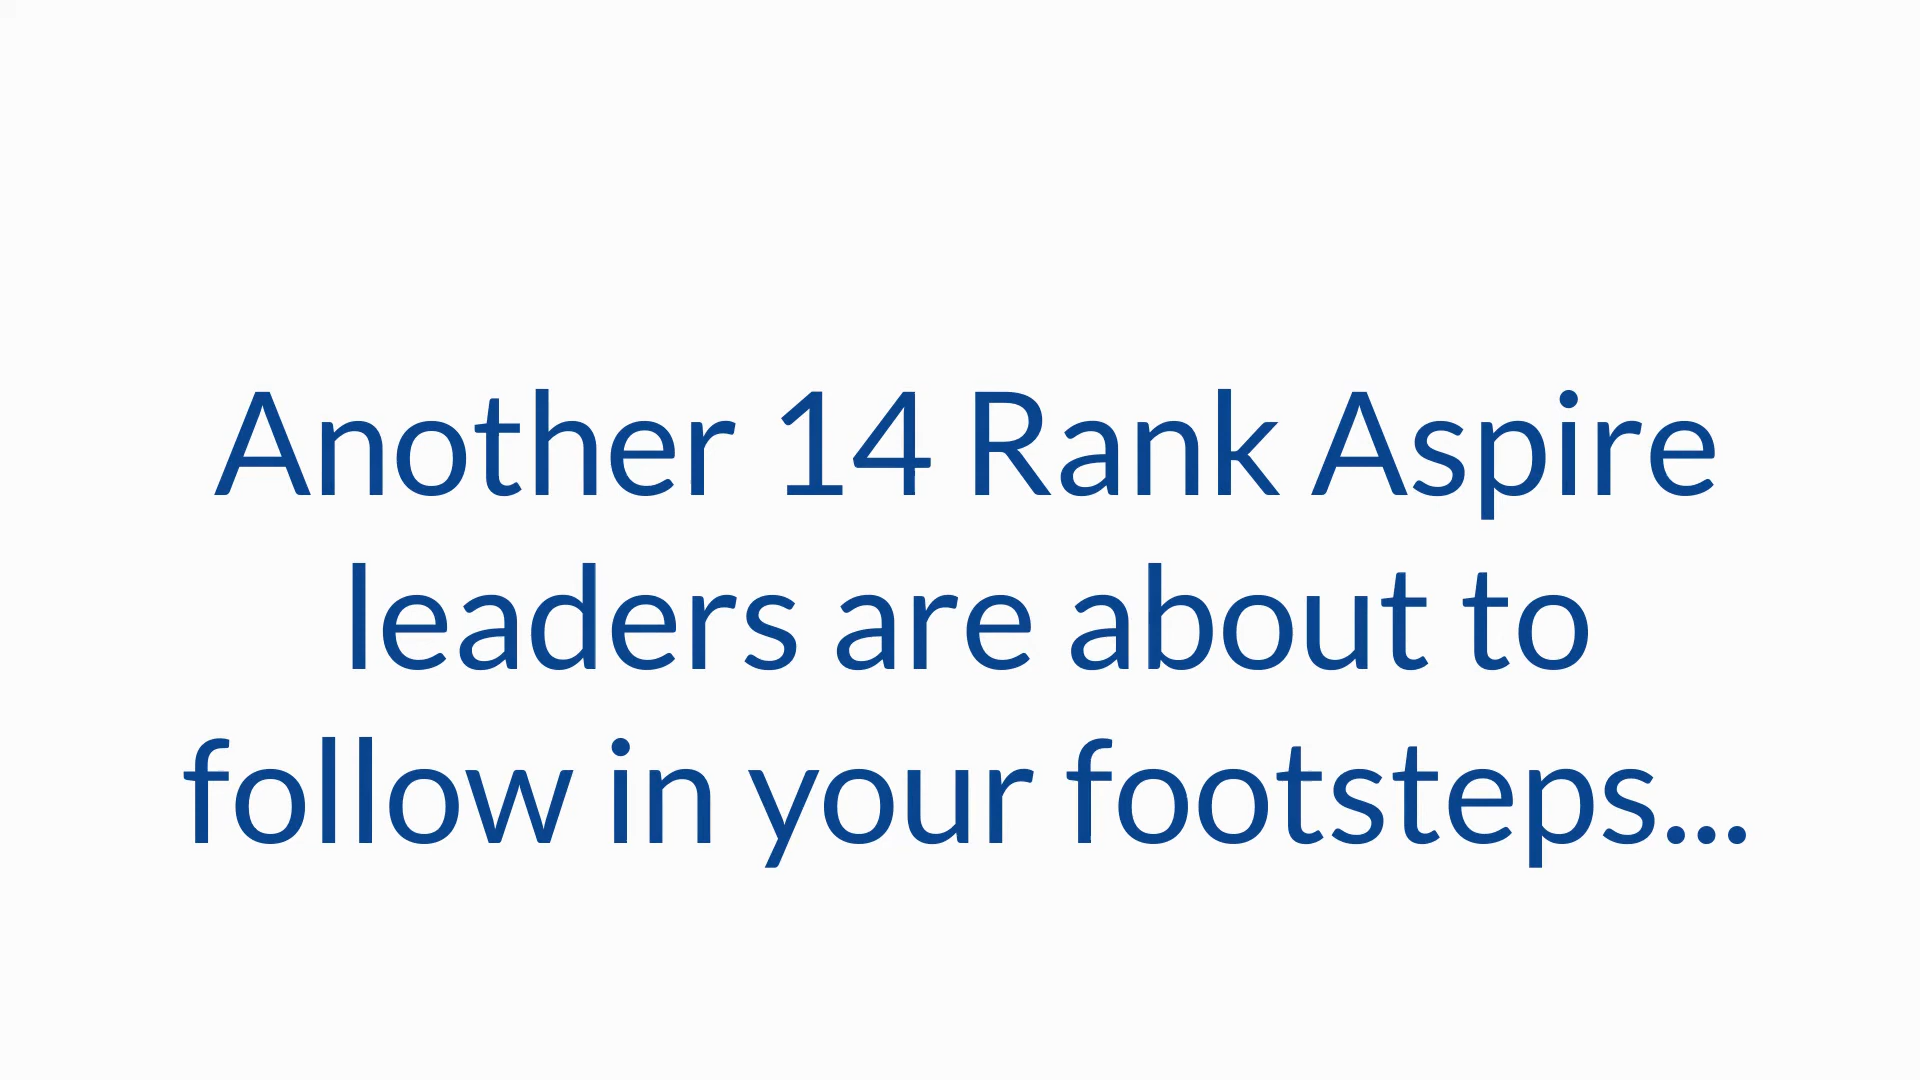 Another 14 Rank Aspire
leaders are about to
follow in your footsteps...